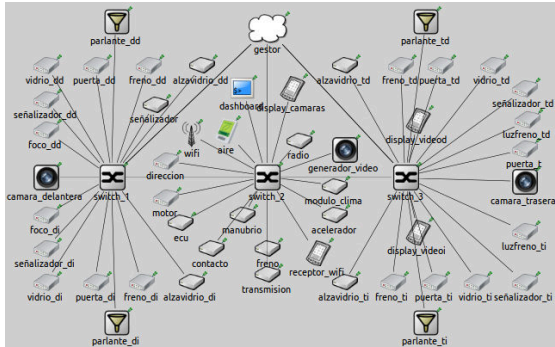 parlante_dd
gestor
parlante_td
vidrio_dd
puerta_dd
freno_dd
alzavidrio_dd
alzavidrio_td
freno_td
puerta_td
vidrio_td
señalizador_dd
señalizador
dashboard
display_camaras
señalizador_td
foco_dd
wifi
aire
radio
display_videod
luzfreno_td
direccion
generador_video
puerta_t
camara_delantera
switch_1
switch_2
switch_3
camara_trasera
motor
modulo_clima
foco_di
ecu
manubrio
acelerador
luzfreno_ti
señalizador_di
contacto
freno
receptor_wifi
display_videoi
vidrio_di
puerta_di
freno_di
alzavidrio_di
transmision
alzavidrio_ti
freno_ti
puerta_ti
vidrio_ti
señalizador_ti
parlante_di
parlante_ti